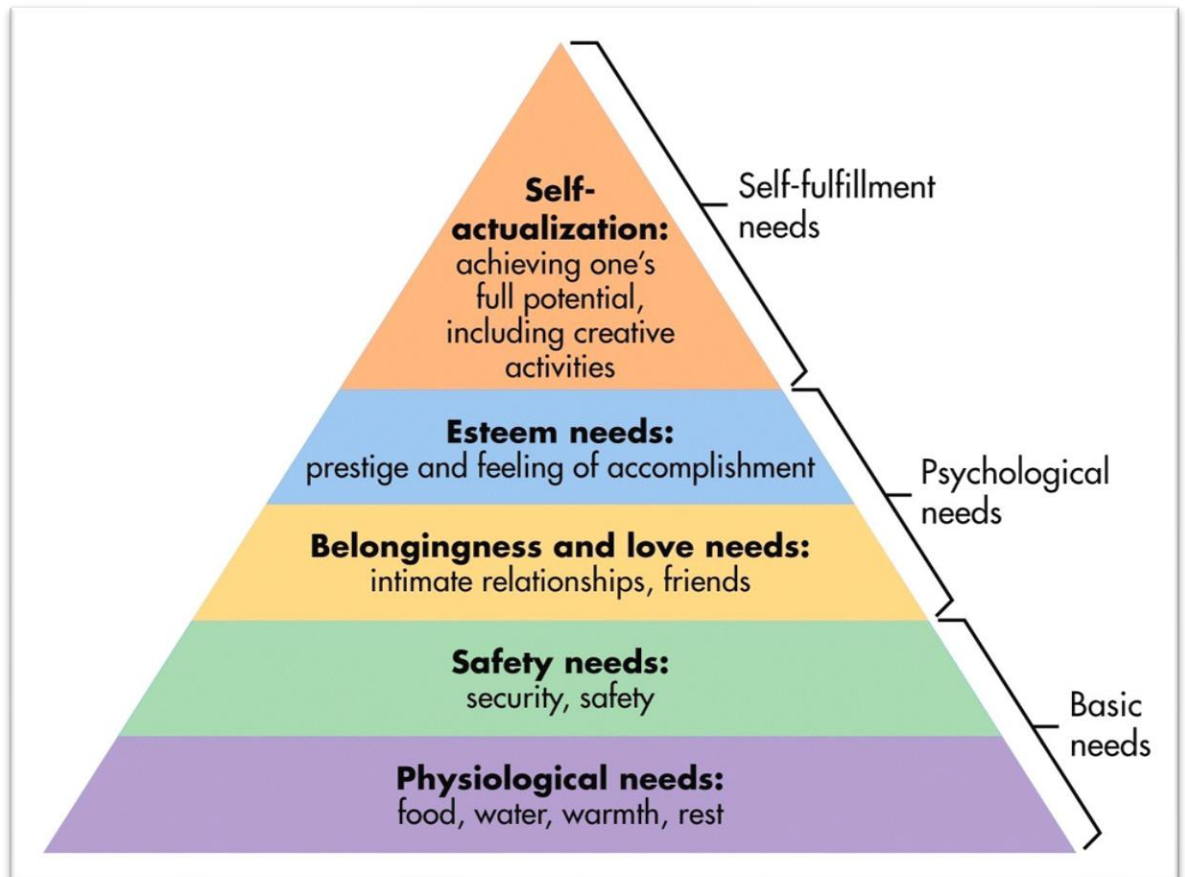 Self-
actualization:
achieving one's
full potential,
including creative
activities
Self-fulfillment
needs
Esteem needs:
prestige and feeling of accomplishment
Psychological
needs
Belongingness and love needs:
intimate relationships, friends
Safety needs:
security, safety
Basic
needs
Physiological needs:
food, water, warmth, rest